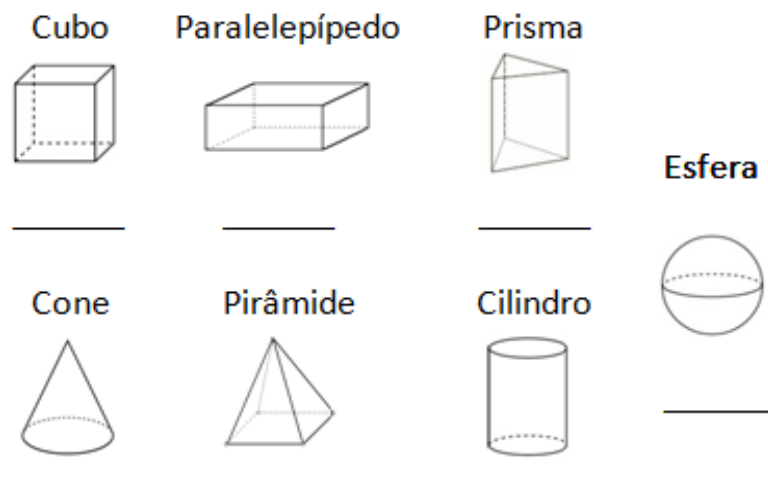 Cubo
Paralelepípedo
Prisma
Esfera
Cone
Pirâmide
Cilindro